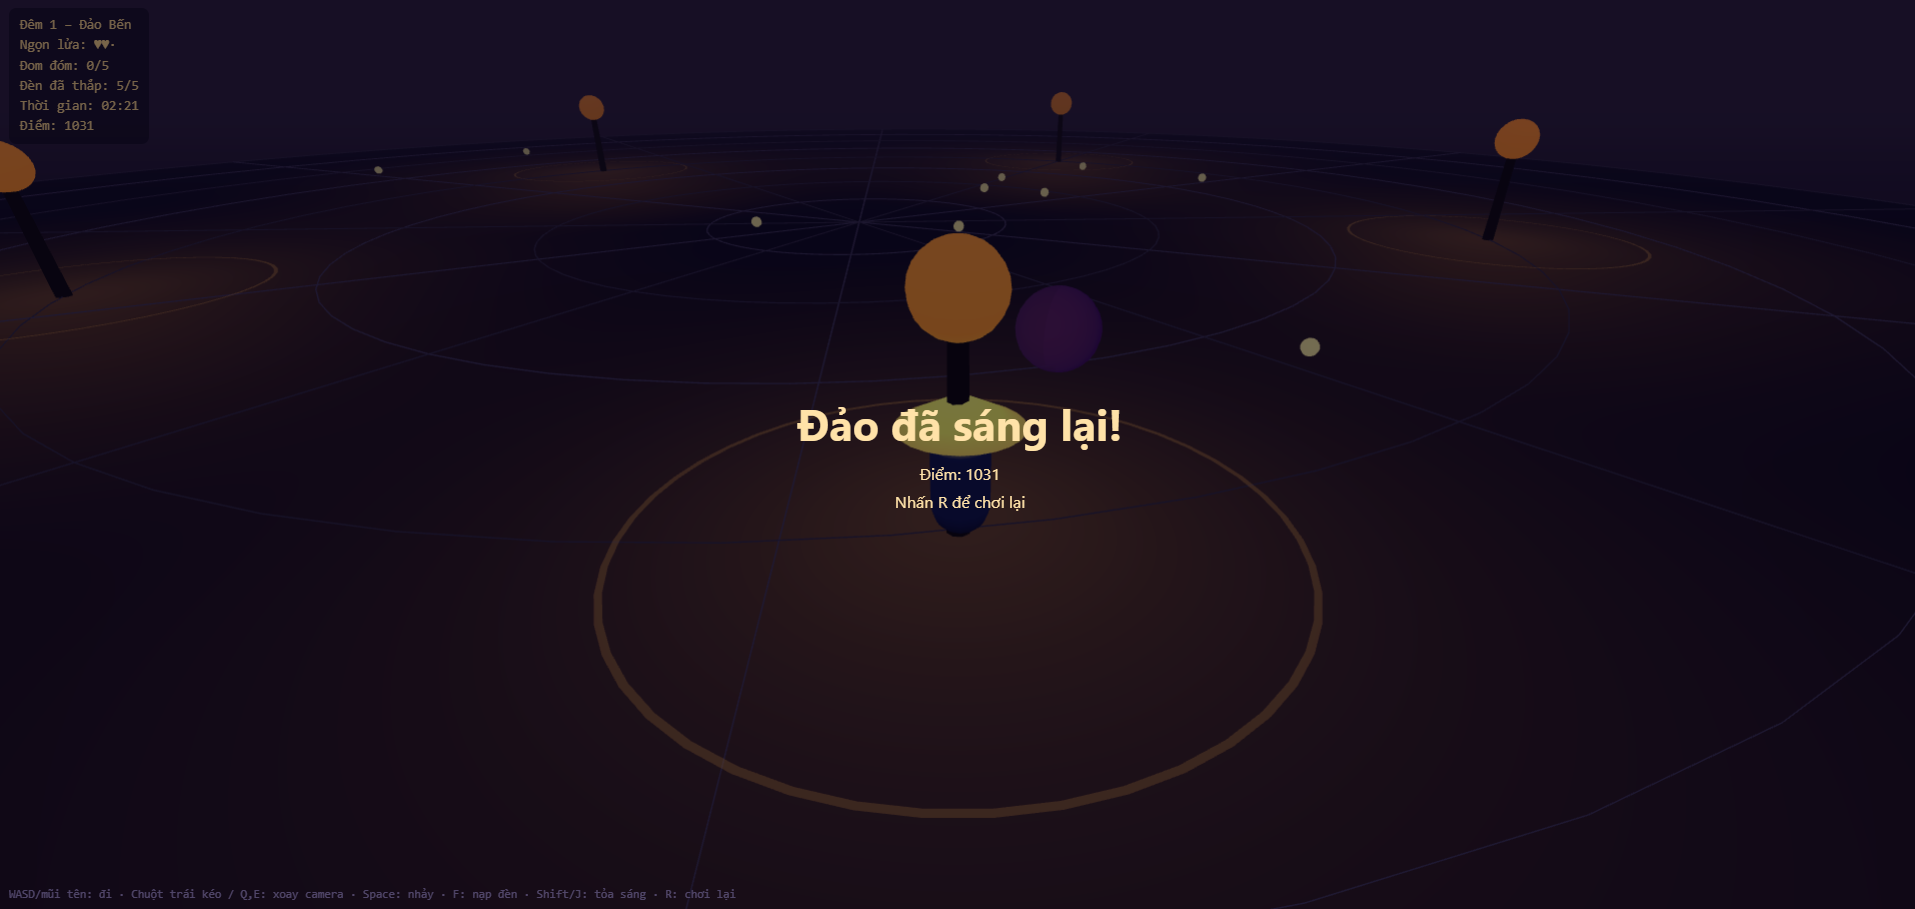 Đêm 1 – Đảo Bến
Ngọn lửa: ♥♥·
Đom đóm: 0/5
Đèn đã thắp: 5/5
Thời gian: 02:21
Điểm: 1031
Đảo đã sáng lại!
Điểm: 1031
Nhấn R để chơi lại
WASD/mũi tên: đi · Chuột trái kéo / Q,E: xoay camera · Space: nhảy · F: nạp đèn · Shift/J: tỏa sáng · R: chơi lại